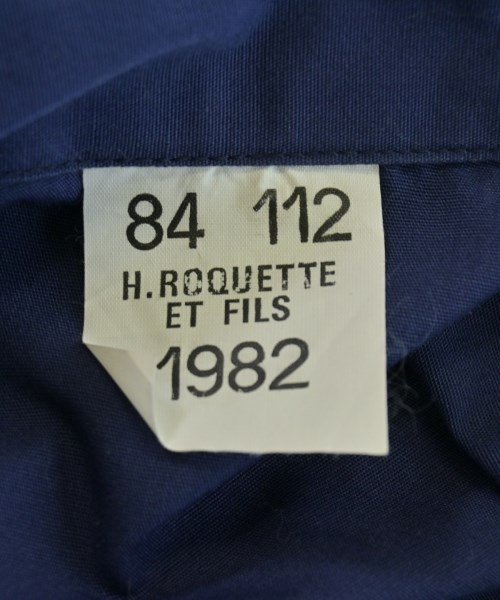 84 112
H.ROQUETTE
ET FILS
1982